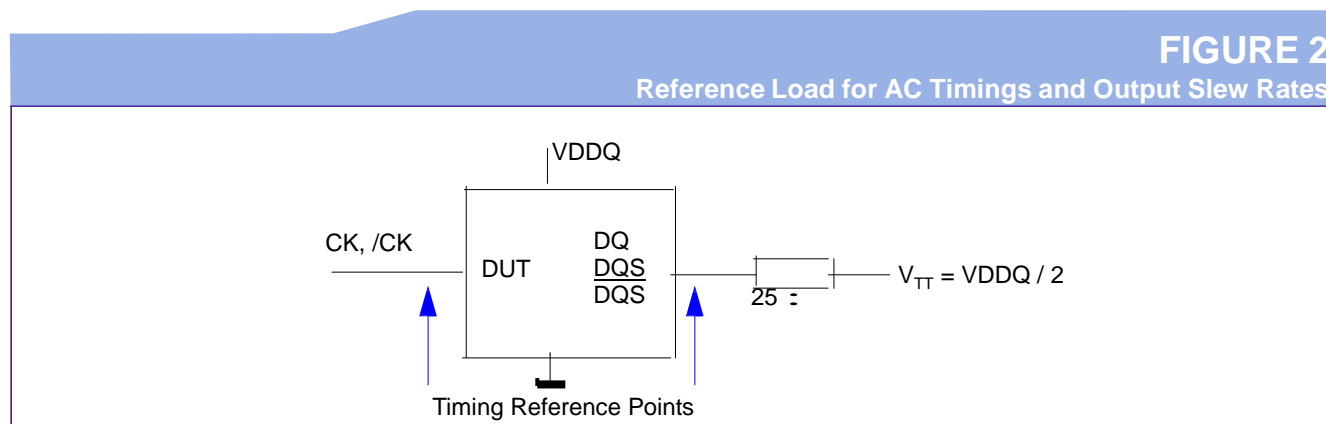 FIGURE 2
Reference Load for AC Timings and Output Slew Rates
VDDQ
CK, /CK
DUT
DQ
DQS
DQS
25
V_TT = VDDQ / 2
Timing Reference Points